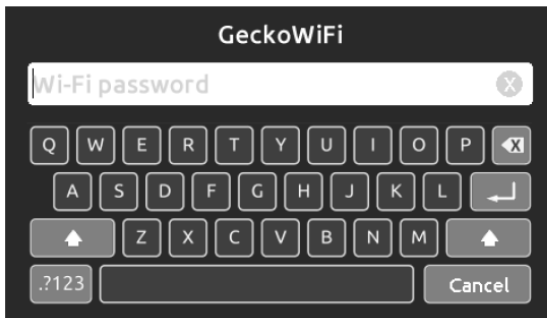 GeckoWiFi
Wi-Fi password
X
Q W E R T Y U I O P X
A S D F G H J K L
Z X C V B N M
.?123 Cancel